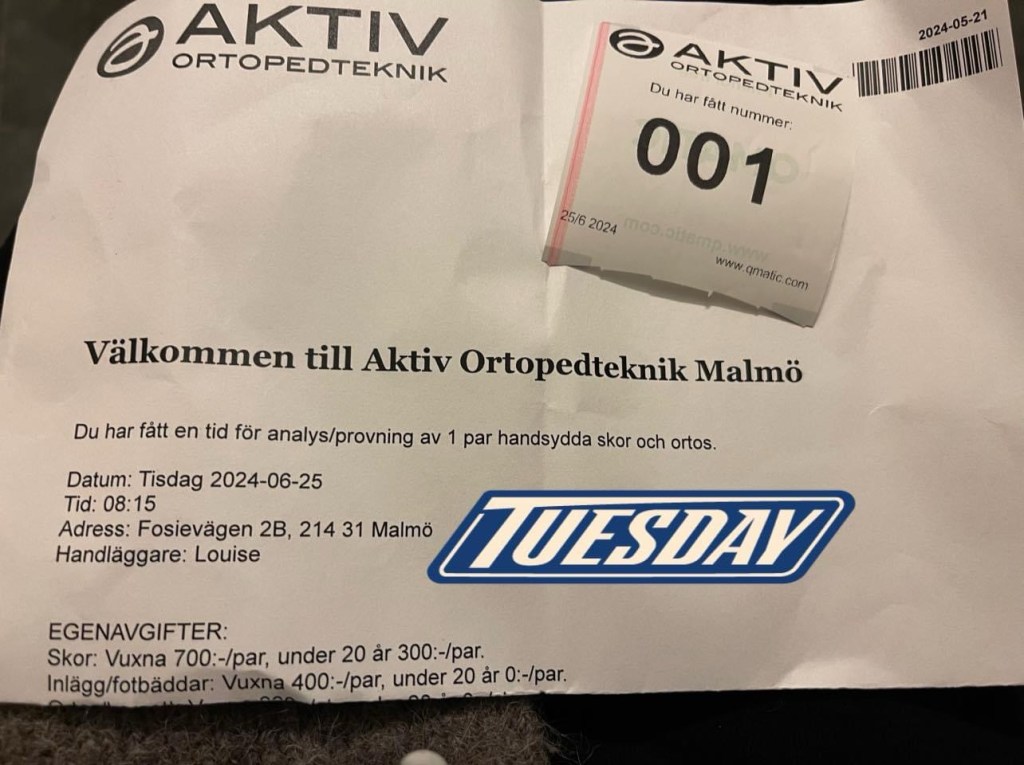 AKTIV
ORTOPEDTEKNIK
2024-05-21
AKTIV
ORTOPEDTEKNIK
Du har fått nummer:
001
25/6 2024
www.qmatic.com
www.qmatic.com
Välkommen till Aktiv Ortopedteknik Malmö
Du har fått en tid för analys/provning av 1 par handsydda skor och ortos.
Datum: Tisdag 2024-06-25
Tid: 08:15
Adress: Fosievägen 2B, 214 31 Malmö
Handläggare: Louise
TUESDAY
EGENAVGIFTER:
Skor: Vuxna 700:-/par, under 20 år 300:-/par.
Inlägg/fotbäddar: Vuxna 400:-/par, under 20 år 0:-/par.